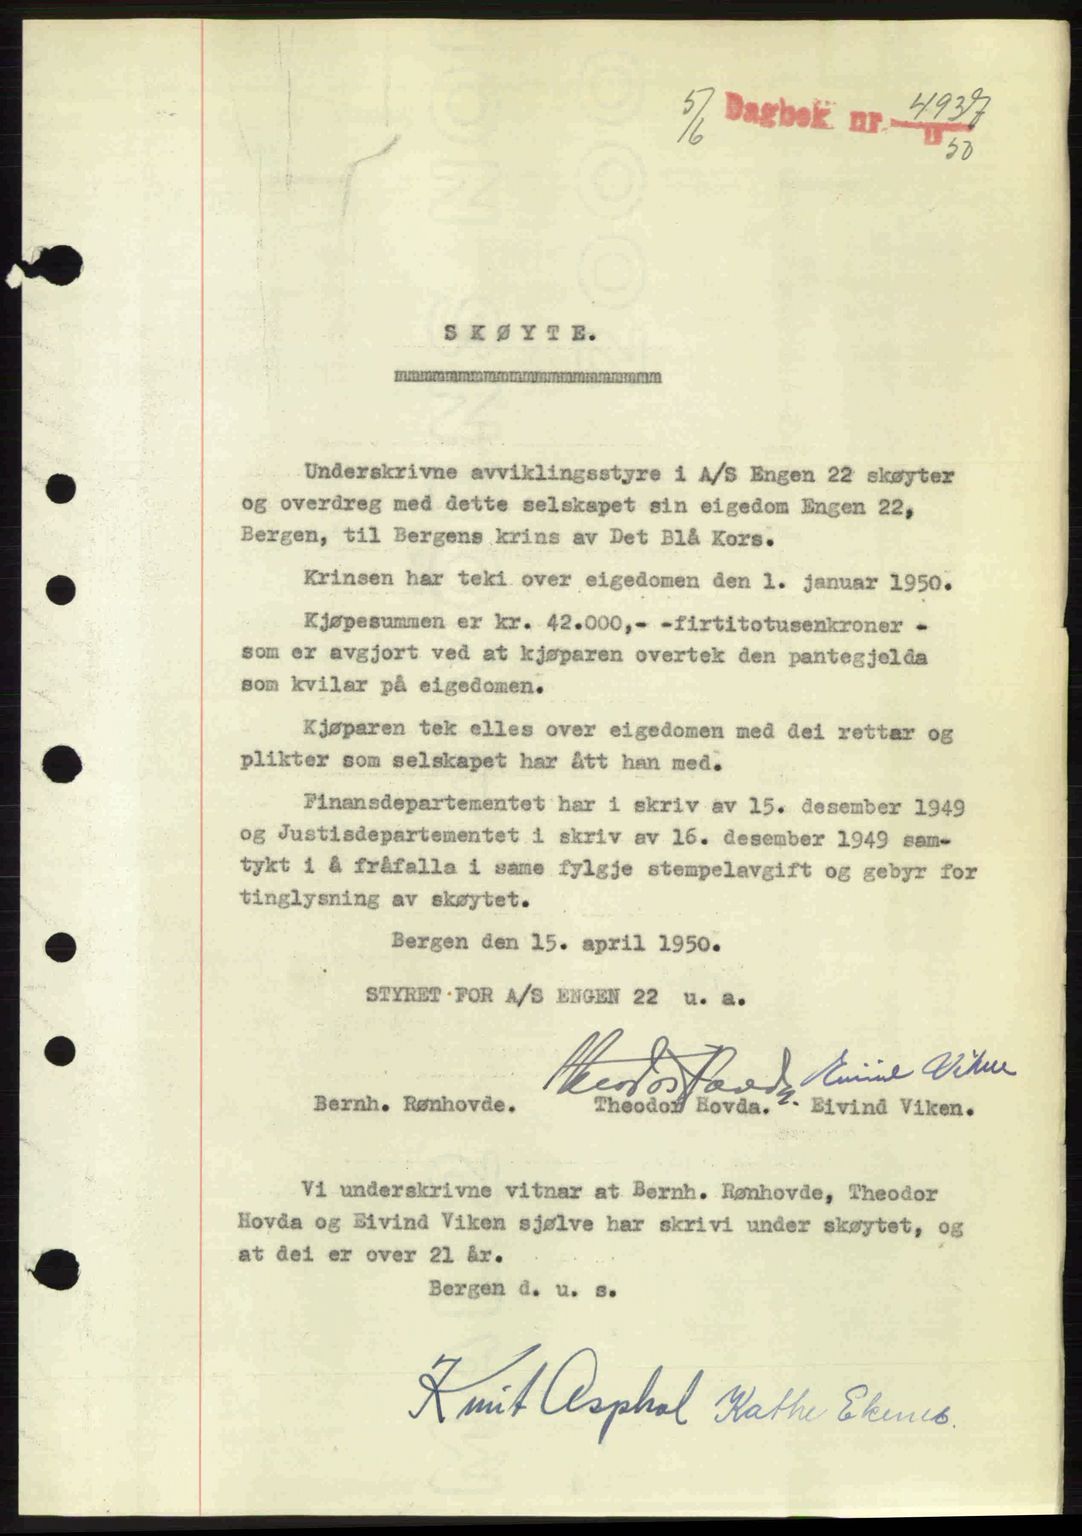 5/6 Dagbok nr 4937
50
SKØYTE.
Underskrivne avviklingsstyre i A/S Engen 22 skøyter
og overdreg med dette selskapet sin eigedom Engen 22,
Bergen, til Bergens krins av Det Blå Kors.
Krinsen har teki over eigedomen den 1. januar 1950.
Kjøpesummen er kr. 42.000,- -firtitotusenkroner -
som er avgjort ved at kjøparen overtek den pantegjelda
som kvilar på eigedomen.
Kjøparen tek elles over eigedomen med dei rettar og
plikter som selskapet har ått han med.
Finansdepartementet har i skriv av 15. desember 1949
og Justisdepartementet i skriv av 16. desember 1949 sam-
tykt i å fråfalla i same fylgje stempelavgift og gebyr for
tinglysning av skøytet.
Bergen den 15. april 1950.
STYRET FOR A/S ENGEN 22 u. a.
Theodor Hovda Eivind Viken
Bernh. Rønhovde. Theodor Hovda. Eivind Viken.
Vi underskrivne vitnar at Bernh. Rønhovde, Theodor
Hovda og Eivind Viken sjølve har skrivi under skøytet, og
at dei er over 21 år.
Bergen d. u. s.
Knut Asphol Kathe Ekenes.